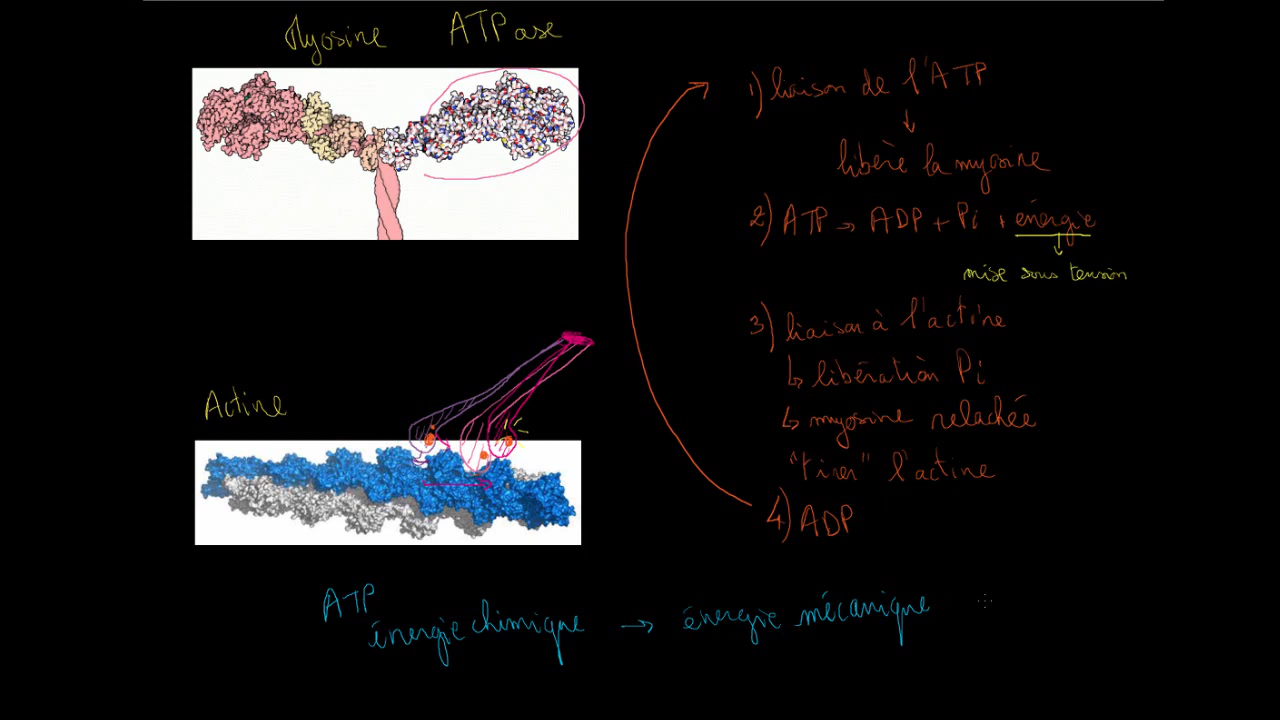 Myosine ATPase
1) liaison de l'ATP
↓
libère la myosine
2) ATP → ADP + Pi + énergie
↓
mise sous tension
3) liaison à l'actine
↳ libération Pi
↳ myosine relachée
"tirer" l'actine
4) ADP
Actine
ATP
énergie chimique → énergie mécanique